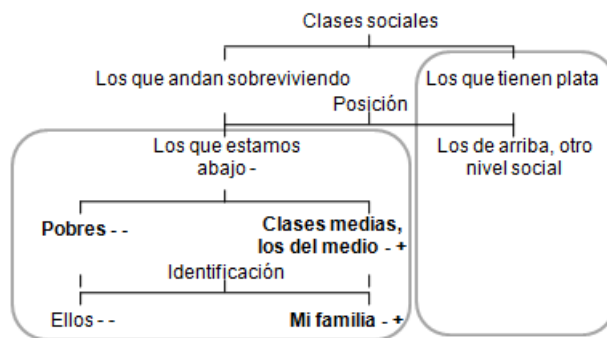 Clases sociales
Los que andan sobreviviendo
Los que tienen plata
Posición
Los que estamos
abajo -
Los de arriba, otro
nivel social
Pobres - -
Clases medias,
los del medio - +
Identificación
Ellos - -
Mi familia - +